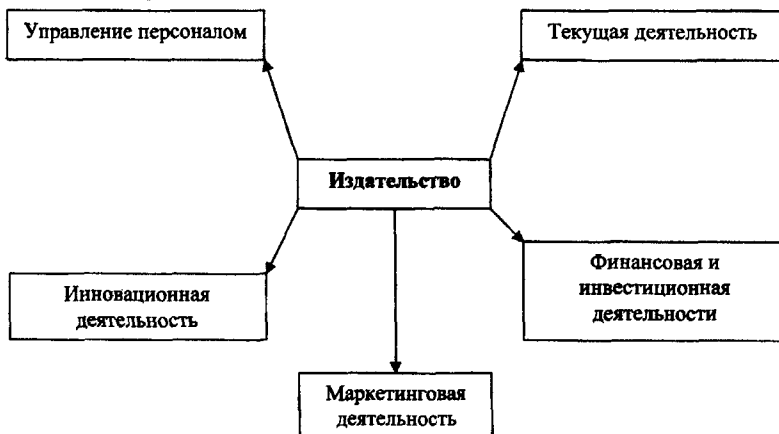 Управление персоналом
Текущая деятельность
Издательство
Инновационная
деятельность
Финансовая и
инвестиционная
деятельности
Маркетинговая
деятельность